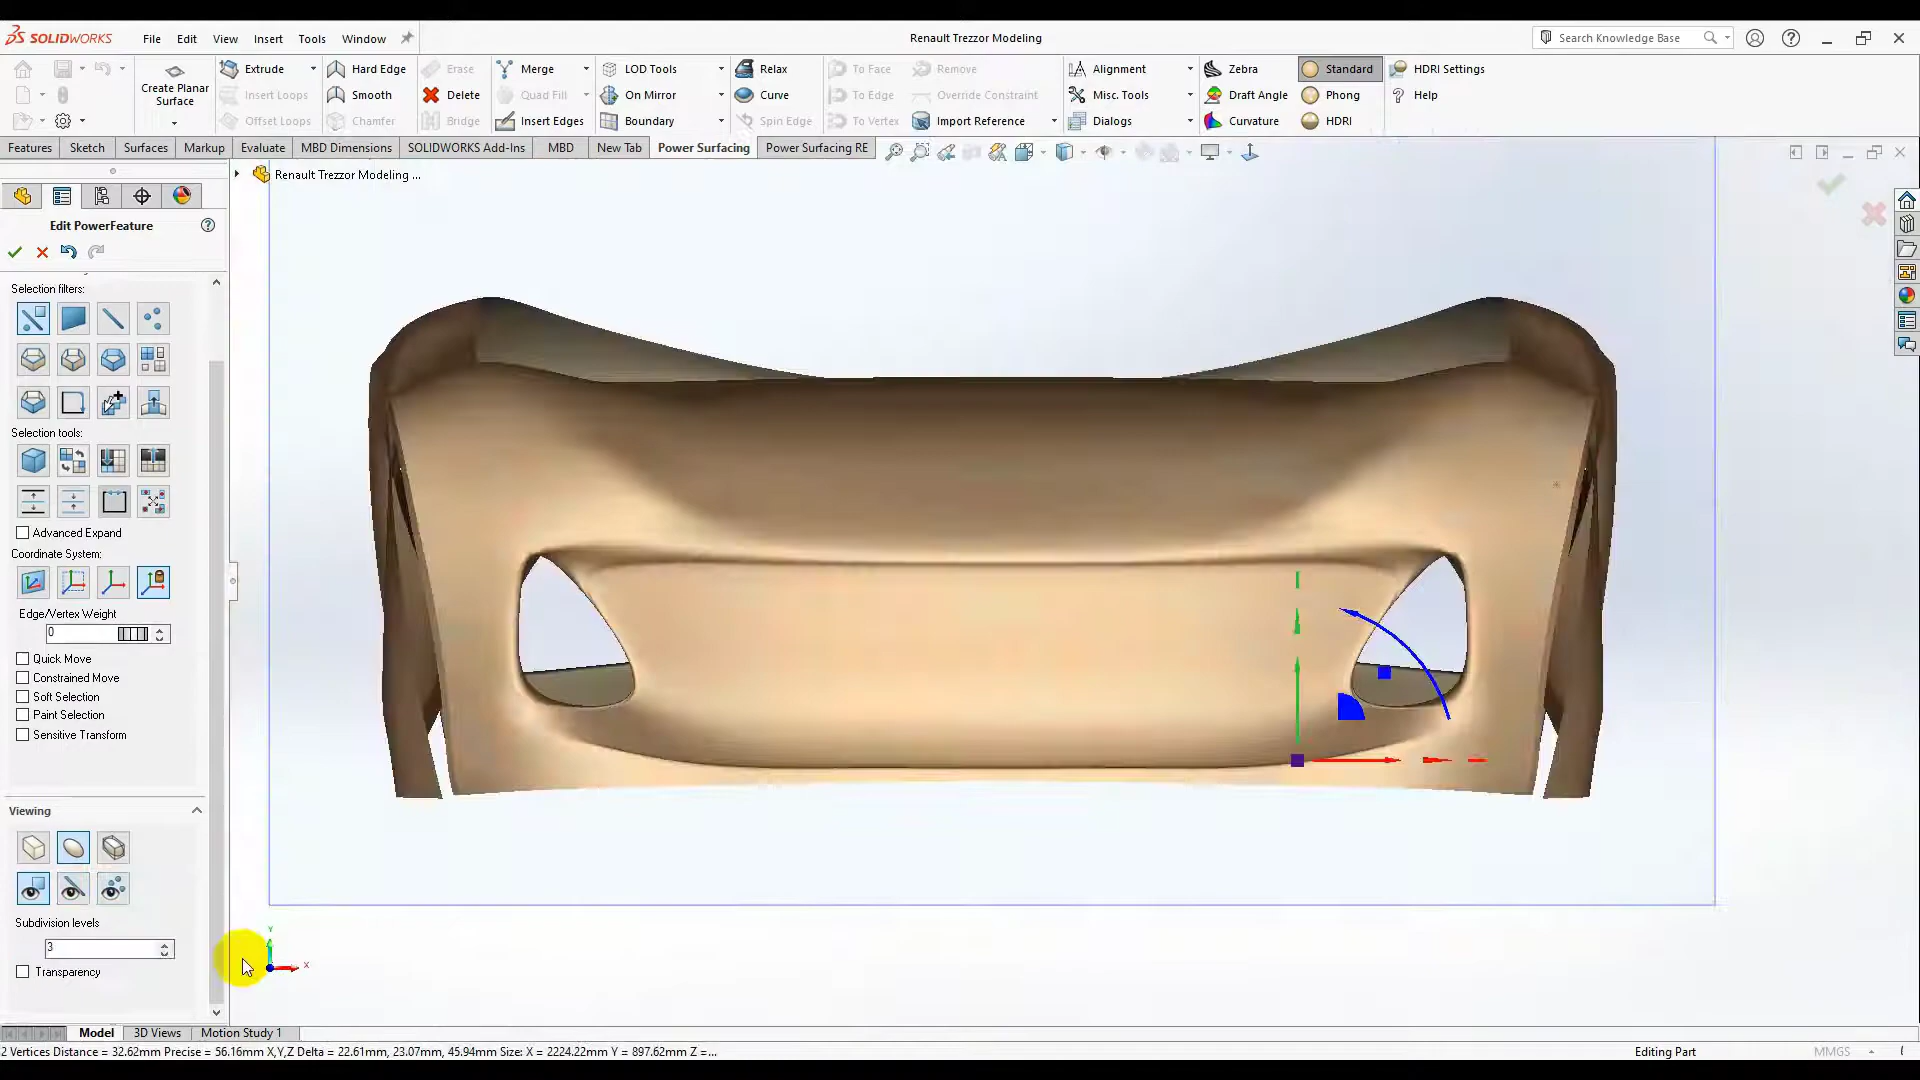 SOLIDWORKS File Edit View Insert Tools Window Renault Trezzor Modeling Search Knowledge Base
Extrude Hard Edge Erase Merge LOD Tools Relax To Face Remove Alignment Zebra Standard HDRI Settings
Create Planar Surface Insert Loops Smooth Delete Quad Fill On Mirror Curve To Edge Override Constraint Misc. Tools Draft Angle Phong Help
Offset Loops Chamfer Bridge Insert Edges Boundary Spin Edge To Vertex Import Reference Dialogs Curvature HDRI
Features Sketch Surfaces Markup Evaluate MBD Dimensions SOLIDWORKS Add-Ins MBD New Tab Power Surfacing Power Surfacing RE
Renault Trezzor Modeling ...
Edit PowerFeature
Selection filters:
Selection tools:
Advanced Expand
Coordinate System:
Edge/Vertex Weight
0
Quick Move
Constrained Move
Soft Selection
Paint Selection
Sensitive Transform
Viewing
Subdivision levels
3
Transparency
Y
X
Model 3D Views Motion Study 1
2 Vertices Distance = 32.62mm Precise = 56.16mm X,Y,Z Delta = 22.61mm, 23.07mm, 45.94mm Size: X = 2224.22mm Y = 897.62mm Z =... Editing Part MMGS